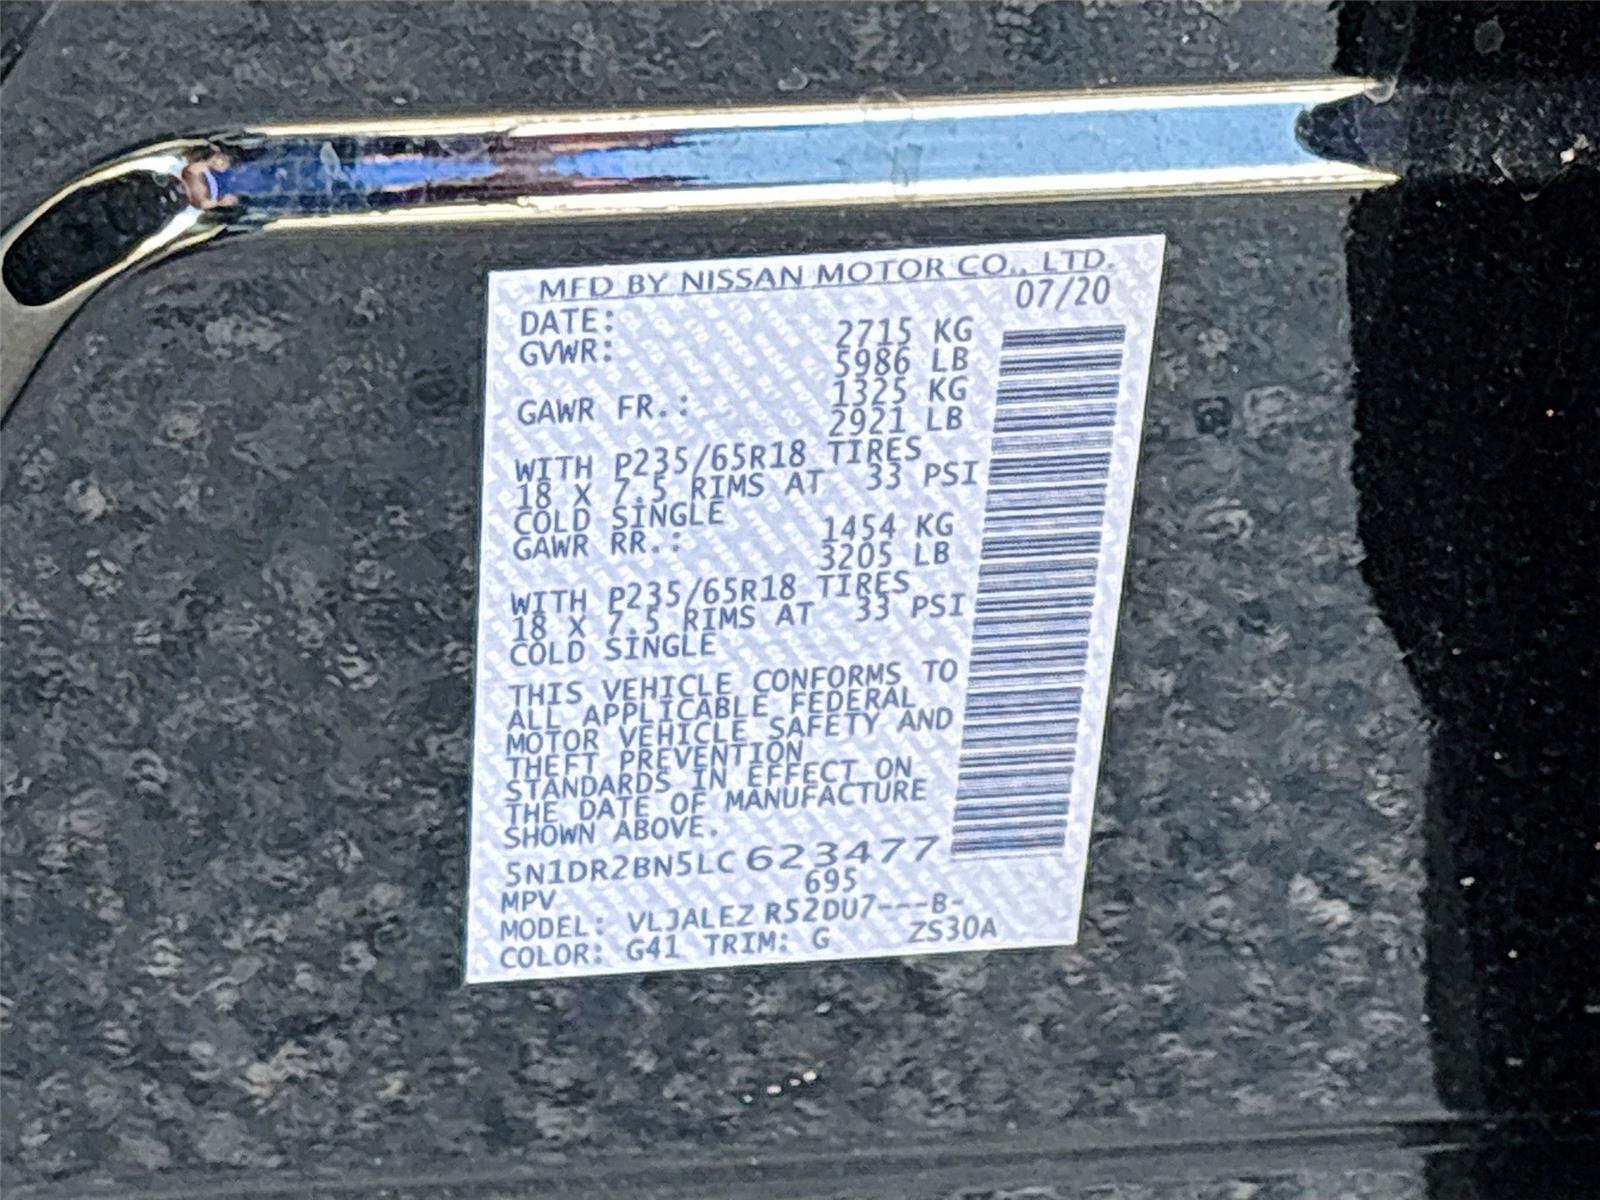 MFD BY NISSAN MOTOR CO., LTD.
DATE: 07/20
GVWR: 2715 KG
5986 LB
GAWR FR.: 1325 KG
2921 LB
WITH P235/65R18 TIRES
18 X 7.5 RIMS AT 33 PSI
COLD SINGLE
GAWR RR.: 1454 KG
3205 LB
WITH P235/65R18 TIRES
18 X 7.5 RIMS AT 33 PSI
COLD SINGLE
THIS VEHICLE CONFORMS TO
ALL APPLICABLE FEDERAL
MOTOR VEHICLE SAFETY AND
THEFT PREVENTION
STANDARDS IN EFFECT ON
THE DATE OF MANUFACTURE
SHOWN ABOVE.
5N1DR2BN5LC623477
MPV 695
MODEL: VLJALEZ R52DU7---B-
COLOR: G41 TRIM: G ZS30A